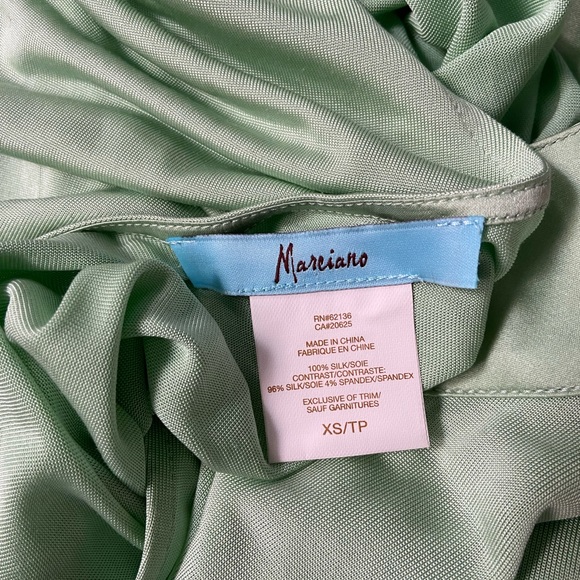 Marciano
RN#62136
CA#20625
MADE IN CHINA
FABRIQUE EN CHINE
100% SILK/SOIE
CONTRAST/CONTRASTE:
96% SILK/SOIE 4% SPANDEX/SPANDEX
EXCLUSIVE OF TRIM/
SAUF GARNITURES
XS/TP